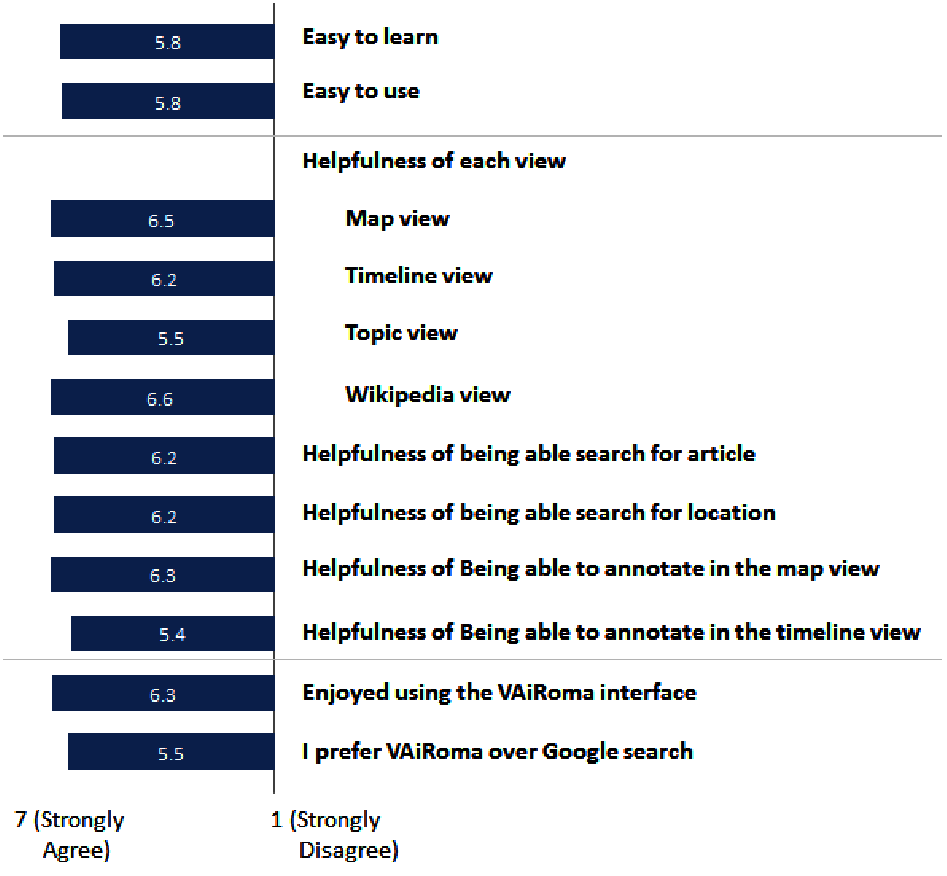 5.8 Easy to learn
5.8 Easy to use
Helpfulness of each view
6.5 Map view
6.2 Timeline view
5.5 Topic view
6.6 Wikipedia view
6.2 Helpfulness of being able search for article
6.2 Helpfulness of being able search for location
6.3 Helpfulness of Being able to annotate in the map view
5.4 Helpfulness of Being able to annotate in the timeline view
6.3 Enjoyed using the VAiRoma interface
5.5 I prefer VAiRoma over Google search
7 (Strongly
Agree)
1 (Strongly
Disagree)